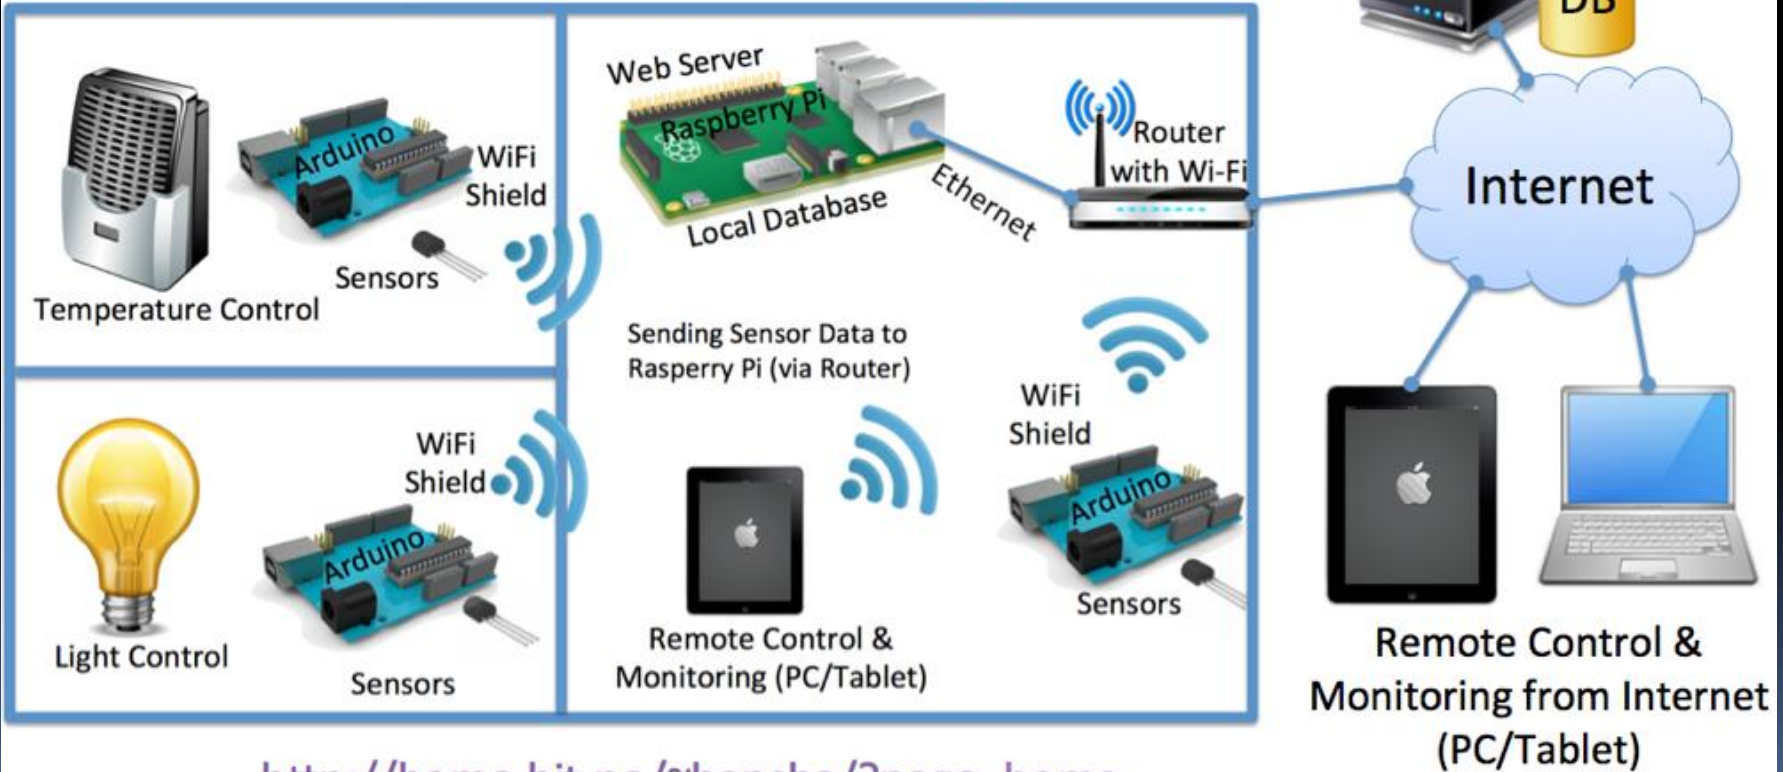 DB
Web Server
Raspberry Pi
Local Database
Ethernet
Router
with Wi-Fi
Internet
Arduino
WiFi
Shield
Sensors
Temperature Control
Sending Sensor Data to
Rasperry Pi (via Router)
WiFi
Shield
Arduino
Sensors
Light Control
Remote Control &
Monitoring (PC/Tablet)
WiFi
Shield
Arduino
Sensors
Remote Control &
Monitoring from Internet
(PC/Tablet)